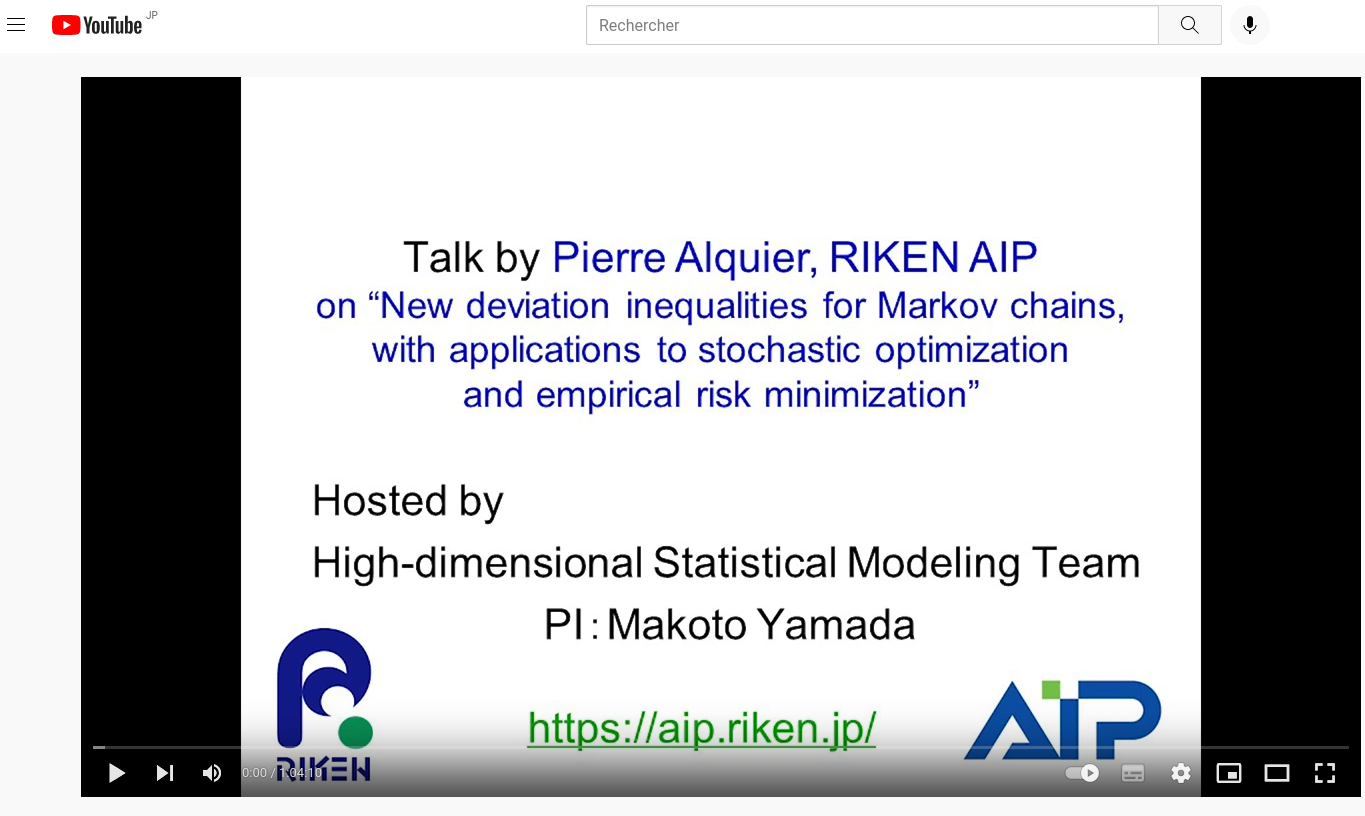 YouTube JP
Rechercher
Talk by Pierre Alquier, RIKEN AIP
on “New deviation inequalities for Markov chains,
with applications to stochastic optimization
and empirical risk minimization”
Hosted by
High-dimensional Statistical Modeling Team
PI：Makoto Yamada
https://aip.riken.jp/
AIP
RIKEN
0:00 / 1:04:10